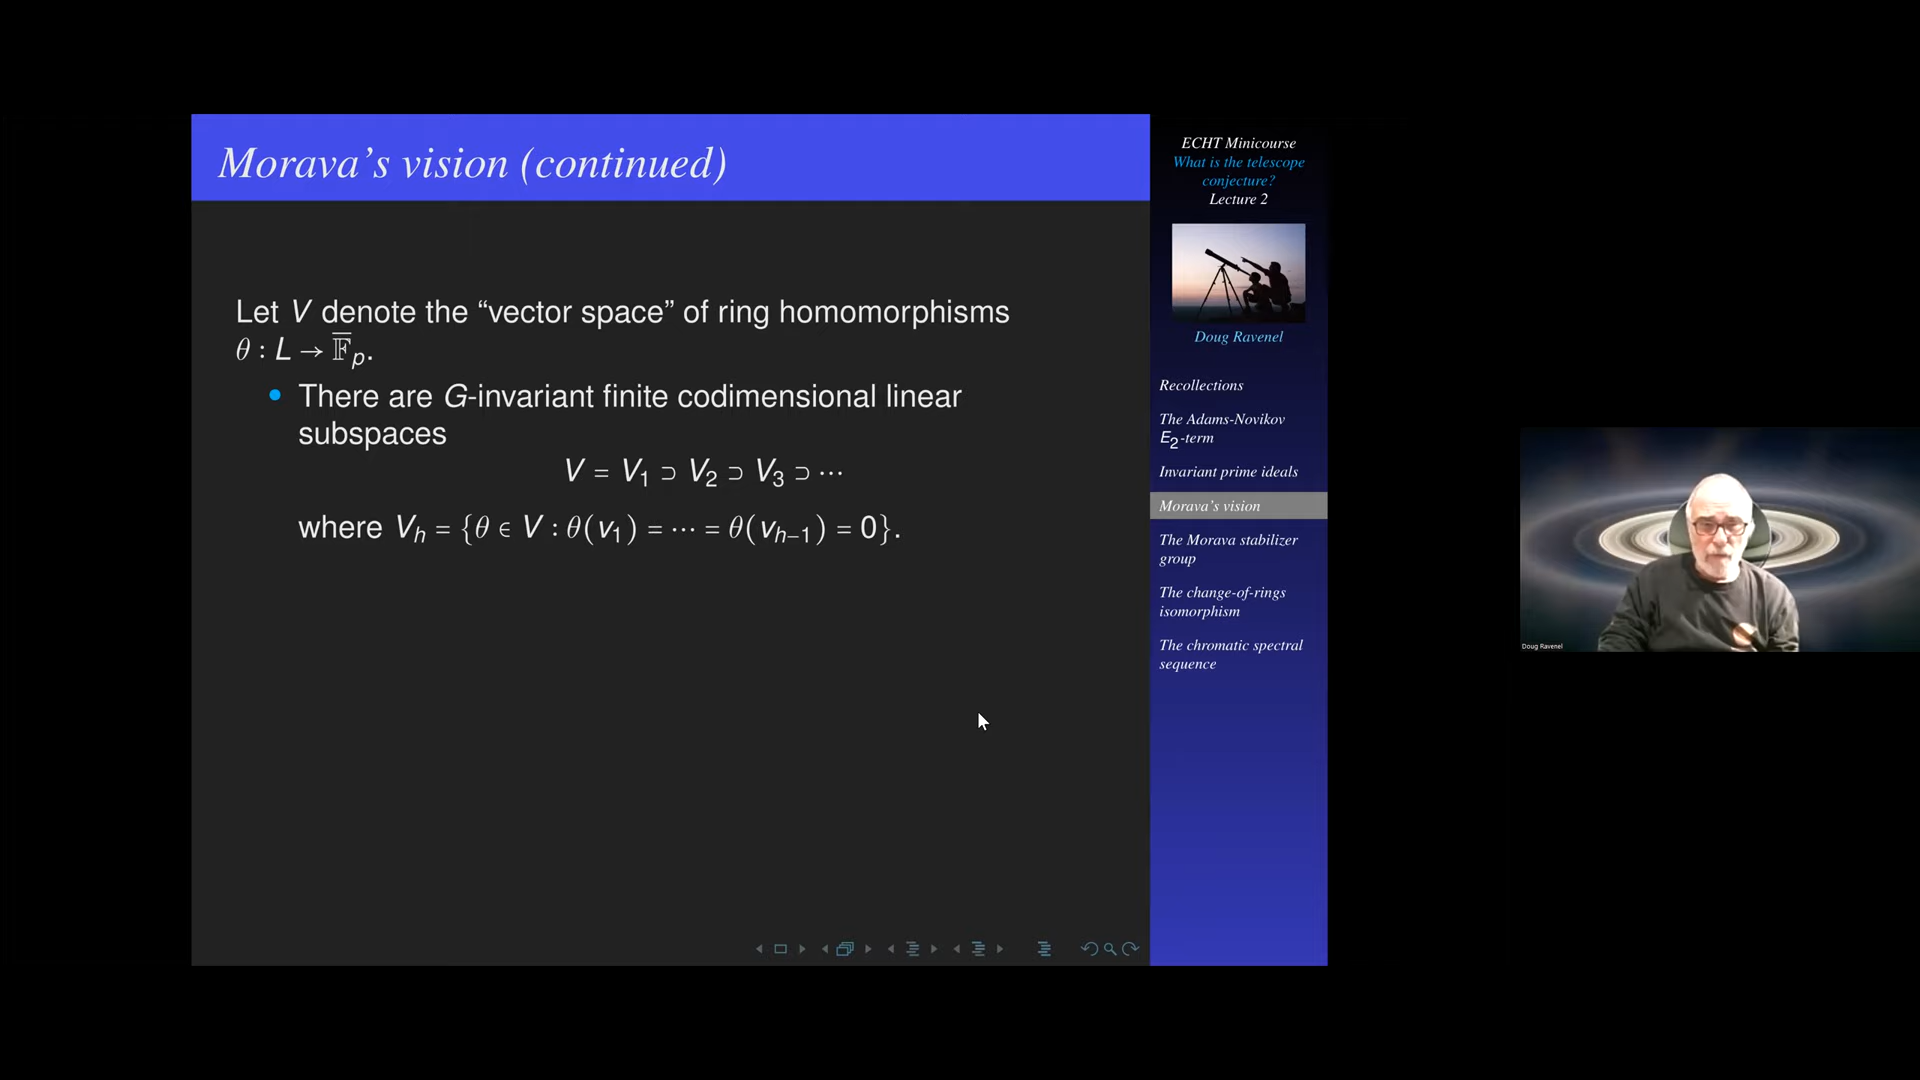 Morava's vision (continued)
Let V denote the “vector space” of ring homomorphisms
θ : L → F̅ₚ.
There are G-invariant finite codimensional linear
subspaces
V = V₁ ⊃ V₂ ⊃ V₃ ⊃ ⋯
where Vₕ = {θ ∈ V : θ(v₁) = ⋯ = θ(vₕ₋₁) = 0}.
ECHT Minicourse
What is the telescope
conjecture?
Lecture 2
Doug Ravenel
Recollections
The Adams-Novikov
E₂-term
Invariant prime ideals
Morava's vision
The Morava stabilizer
group
The change-of-rings
isomorphism
The chromatic spectral
sequence
Doug Ravenel